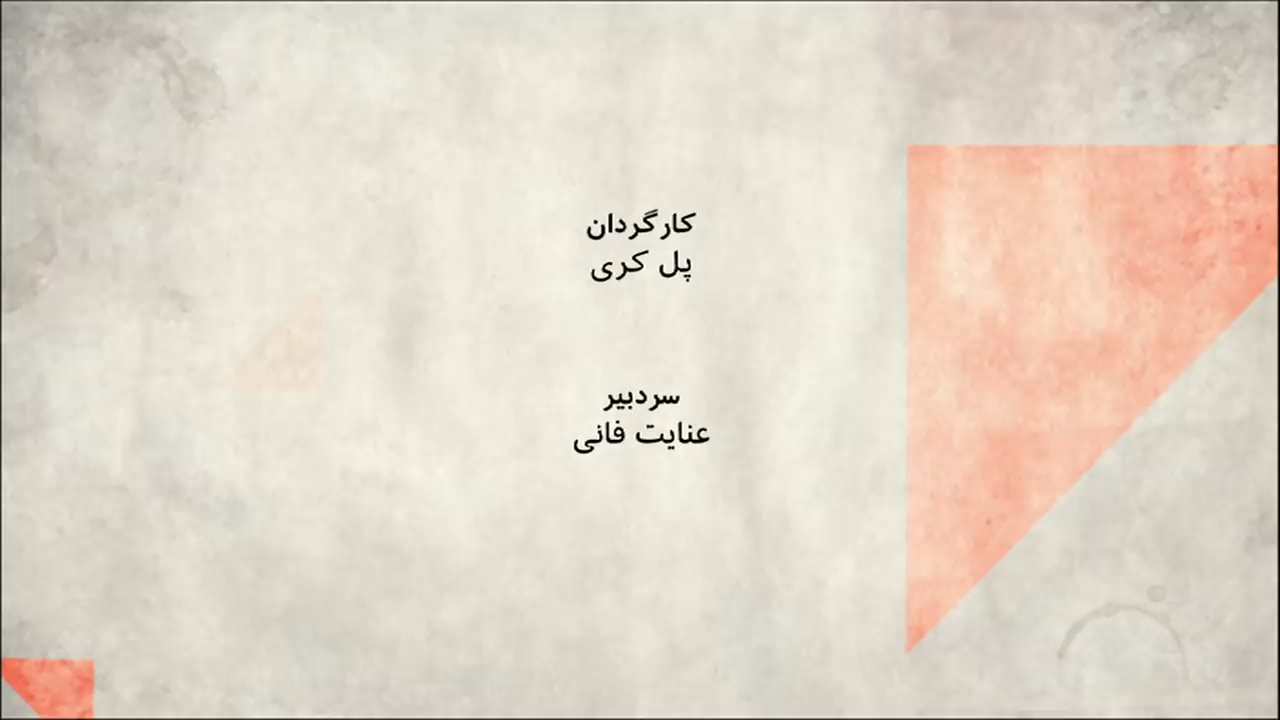 کارگردان
پل کری
سردبیر
عنایت فانی